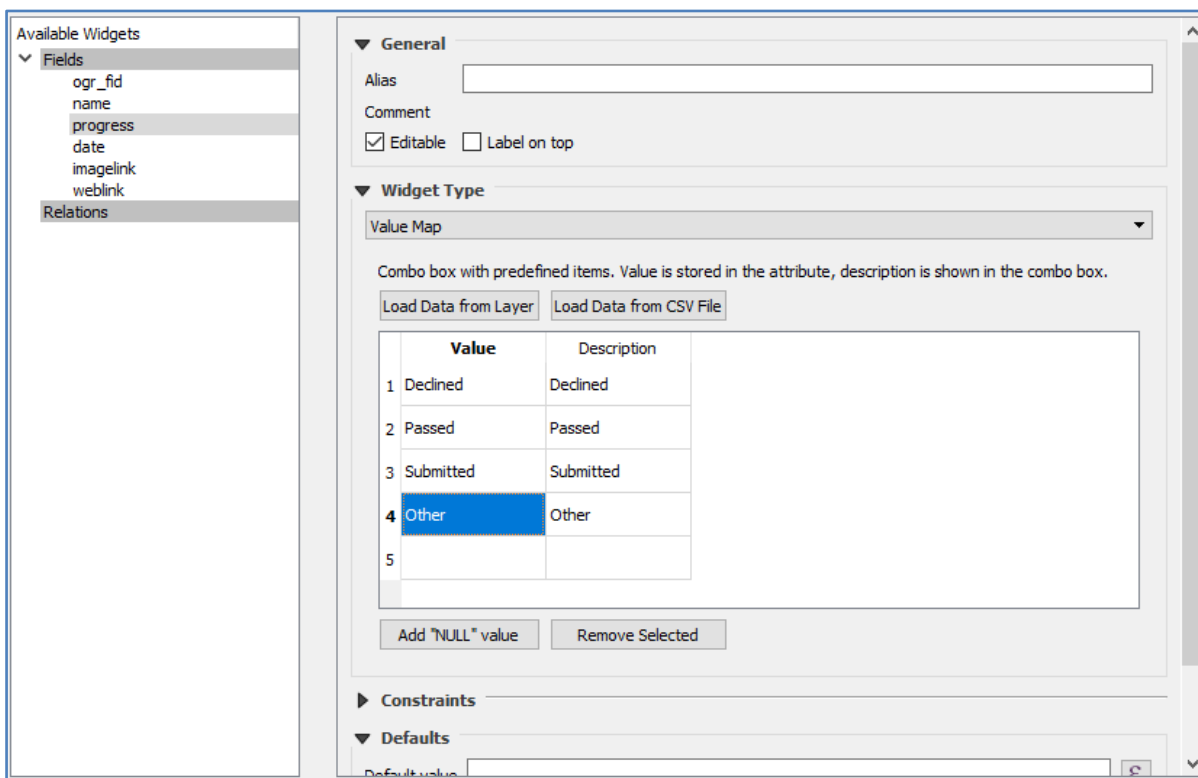 Available Widgets
Fields
ogr_fid
name
progress
date
imagelink
weblink
Relations
General
Alias
Comment
Editable Label on top
Widget Type
Value Map
Combo box with predefined items. Value is stored in the attribute, description is shown in the combo box.
Load Data from Layer Load Data from CSV File
Value Description
1 Declined Declined
2 Passed Passed
3 Submitted Submitted
4 Other Other
5
Add "NULL" value Remove Selected
Constraints
Defaults
Default value ε